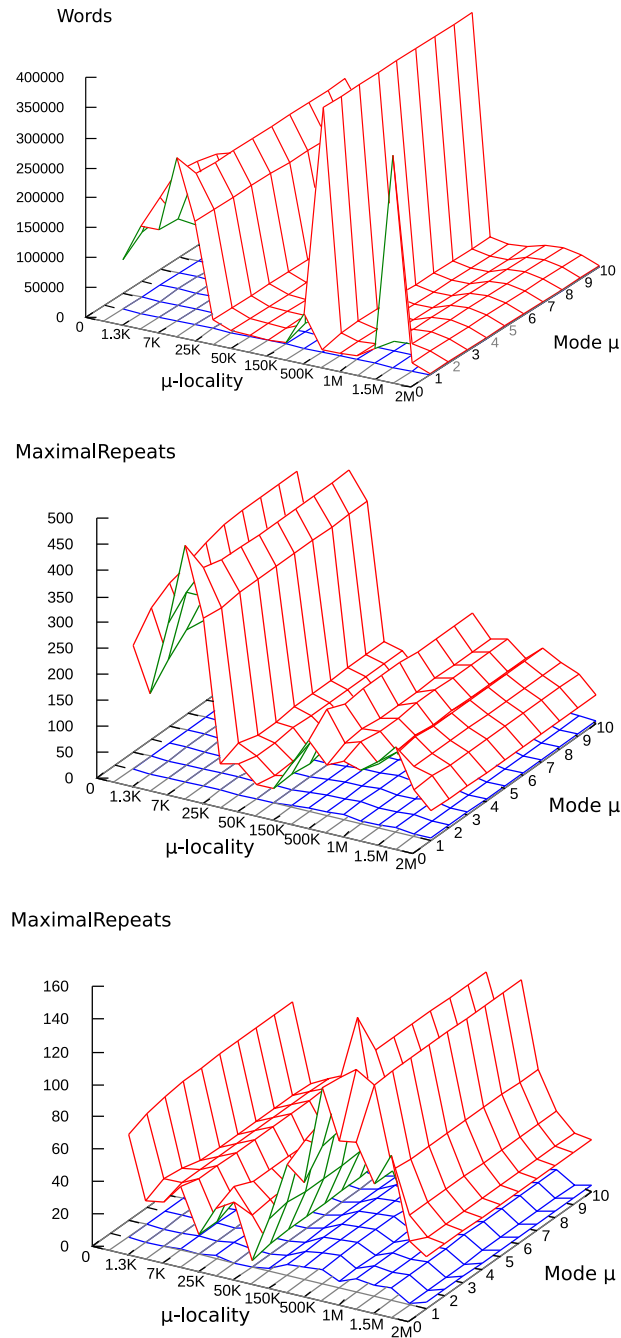 Words
400000
350000
300000
250000
200000
150000
100000
50000
0
0
1.3K
7K
25K
50K
150K
500K
1M
1.5M
2M
μ-locality
0
1
2
3
4
5
6
7
8
9
10
Mode μ
MaximalRepeats
500
450
400
350
300
250
200
150
100
50
0
0
1.3K
7K
25K
50K
150K
500K
1M
1.5M
2M
μ-locality
0
1
2
3
4
5
6
7
8
9
10
Mode μ
MaximalRepeats
160
140
120
100
80
60
40
20
0
0
1.3K
7K
25K
50K
150K
500K
1M
1.5M
2M
μ-locality
0
1
2
3
4
5
6
7
8
9
10
Mode μ